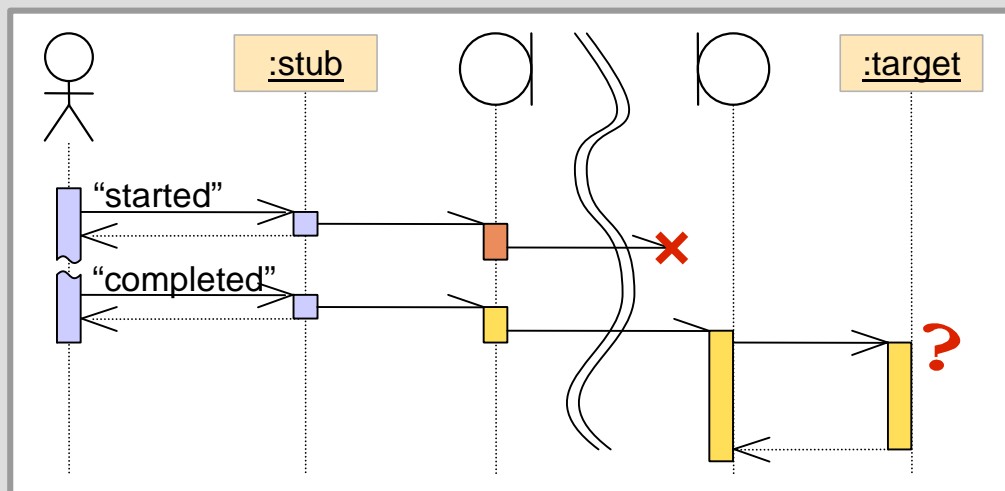 :stub
:target
“started”
“completed”
?